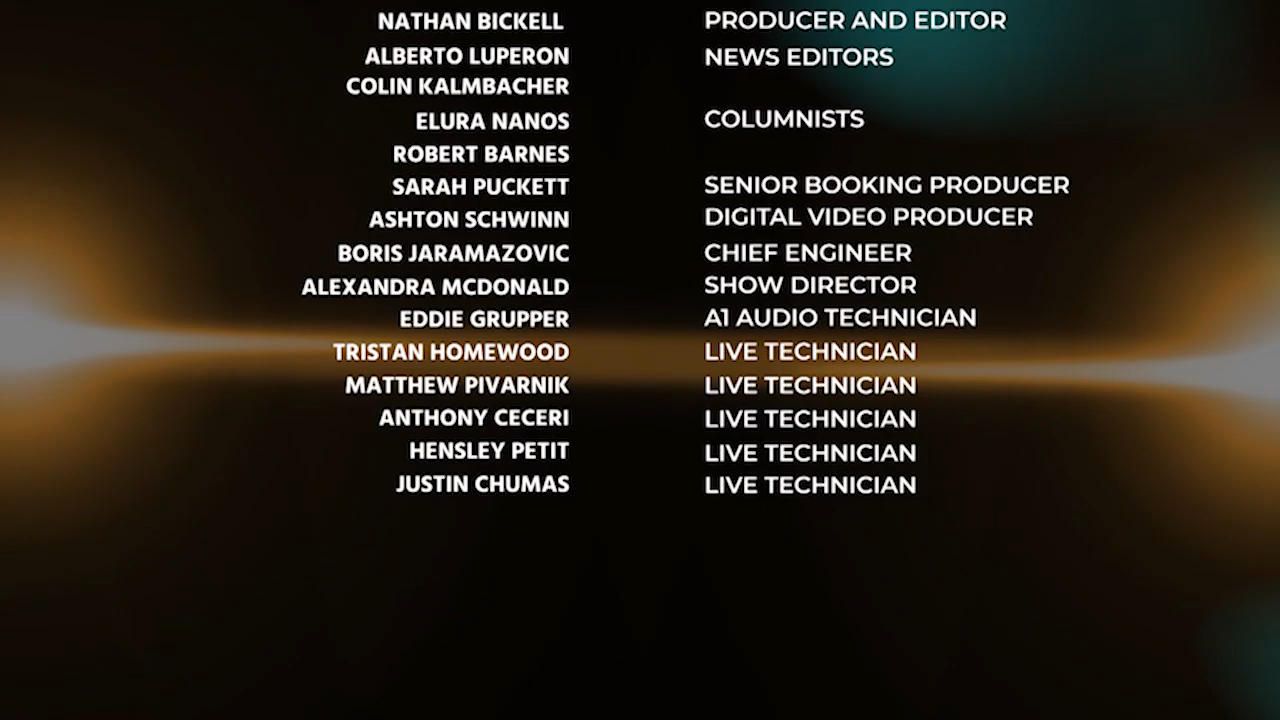 NATHAN BICKELL PRODUCER AND EDITOR
ALBERTO LUPERON NEWS EDITORS
COLIN KALMBACHER
ELURA NANOS COLUMNISTS
ROBERT BARNES
SARAH PUCKETT SENIOR BOOKING PRODUCER
ASHTON SCHWINN DIGITAL VIDEO PRODUCER
BORIS JARAMAZOVIC CHIEF ENGINEER
ALEXANDRA MCDONALD SHOW DIRECTOR
EDDIE GRUPPER A1 AUDIO TECHNICIAN
TRISTAN HOMEWOOD LIVE TECHNICIAN
MATTHEW PIVARNIK LIVE TECHNICIAN
ANTHONY CECERI LIVE TECHNICIAN
HENSLEY PETIT LIVE TECHNICIAN
JUSTIN CHUMAS LIVE TECHNICIAN